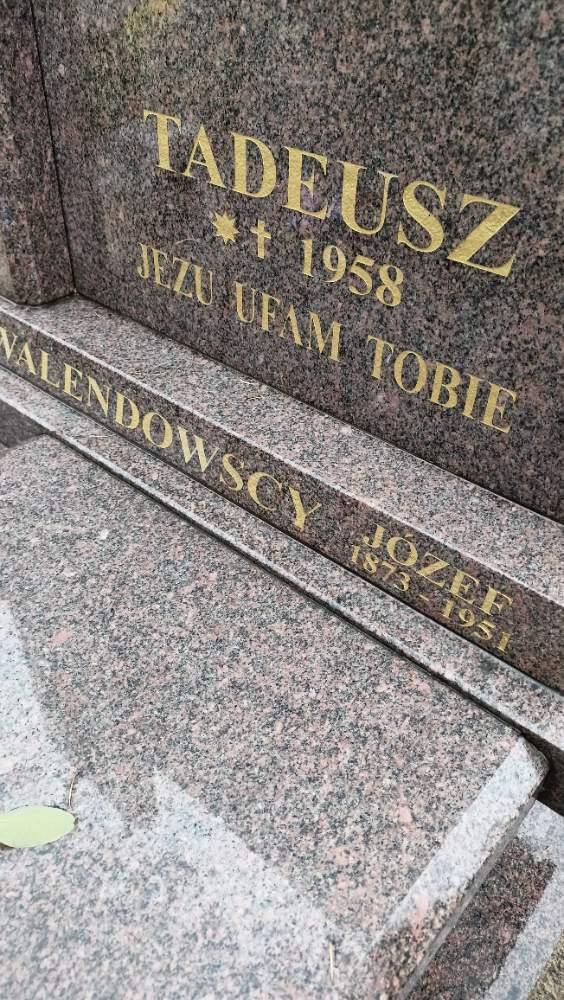 TADEUSZ
1958
JEZU UFAM TOBIE
WALENDOWSCY
JÓZEF
1873-1951